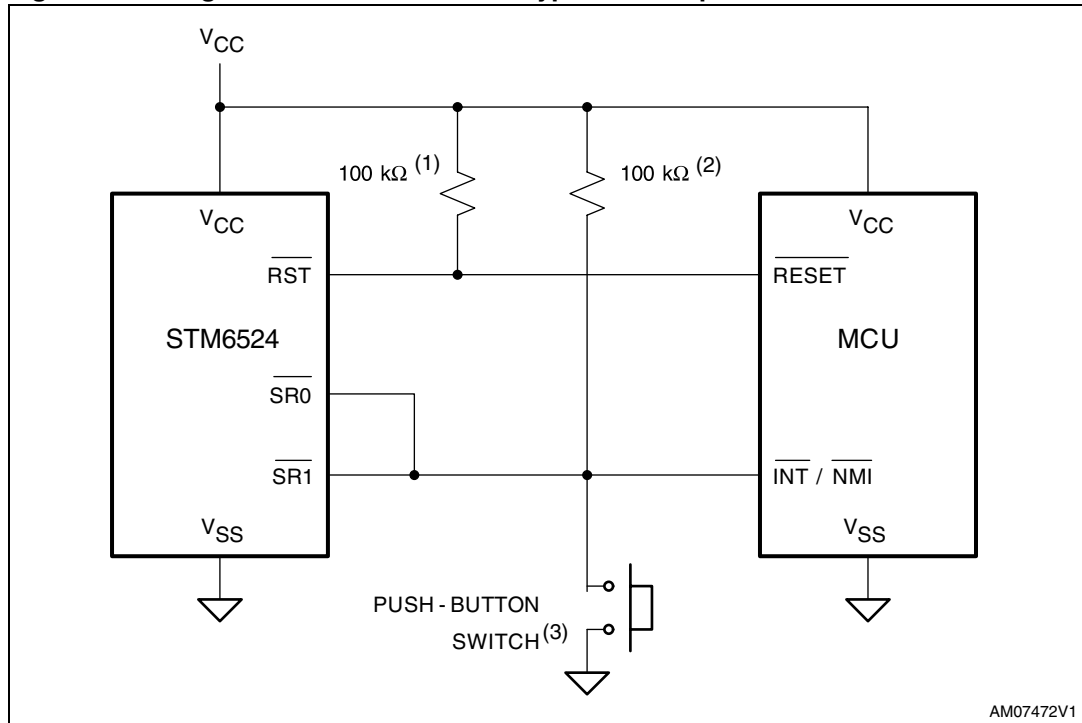 V_CC
100 kΩ (1)
100 kΩ (2)
V_CC
V_CC
RST
RESET
STM6524
MCU
SR0
SR1
INT / NMI
V_SS
V_SS
PUSH - BUTTON
SWITCH (3)
AM07472V1